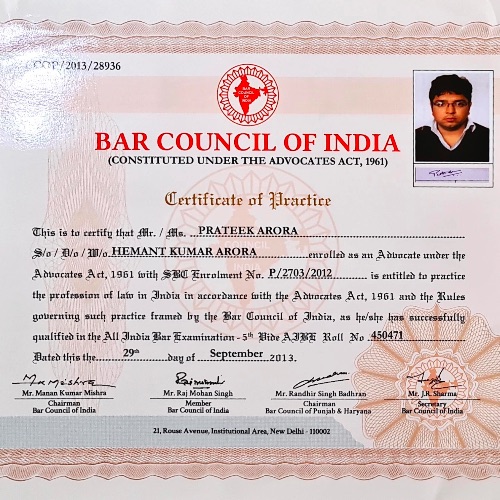 COP/2013/28936
BAR COUNCIL OF INDIA
BAR COUNCIL OF INDIA
(CONSTITUTED UNDER THE ADVOCATES ACT, 1961)
Certificate of Practice
This is to certify that Mr. / Ms. PRATEEK ARORA
S/o / D/o / W/o. HEMANT KUMAR ARORA enrolled as an Advocate under the
Advocates Act, 1961 with SBC Enrolment No. P/2703/2012 is entitled to practice
the profession of law in India in accordance with the Advocates Act, 1961 and the Rules
governing such practice framed by the Bar Council of India, as he/she has successfully
qualified in the All India Bar Examination - 5th Vide AIBE Roll No 450471
Dated this the 29th day of September 2013.
Mr. Manan Kumar Mishra Mr. Raj Mohan Singh Mr. Randhir Singh Badhran Mr. J.R. Sharma
Chairman Member Chairman Secretary
Bar Council of India Bar Council of India Bar Council of Punjab & Haryana Bar Council of India
21, Rouse Avenue, Institutional Area, New Delhi - 110002